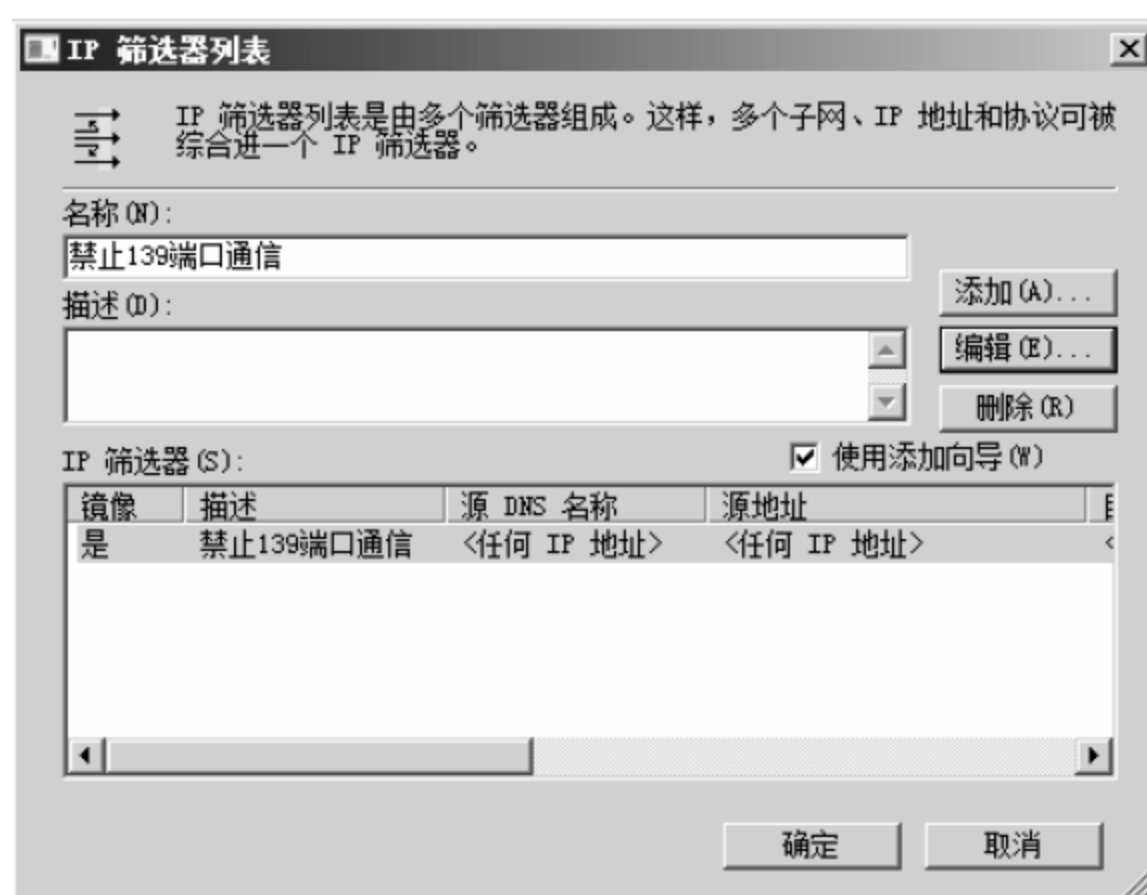 IP 筛选器列表
IP 筛选器列表是由多个筛选器组成。这样，多个子网、IP 地址和协议可被
综合进一个 IP 筛选器。
名称(N):
禁止139端口通信
添加(A)...
描述(D):
编辑(E)...
删除(R)
IP 筛选器(S):
使用添加向导(W)
镜像 描述 源 DNS 名称 源地址
是 禁止139端口通信 <任何 IP 地址> <任何 IP 地址> <
确定 取消